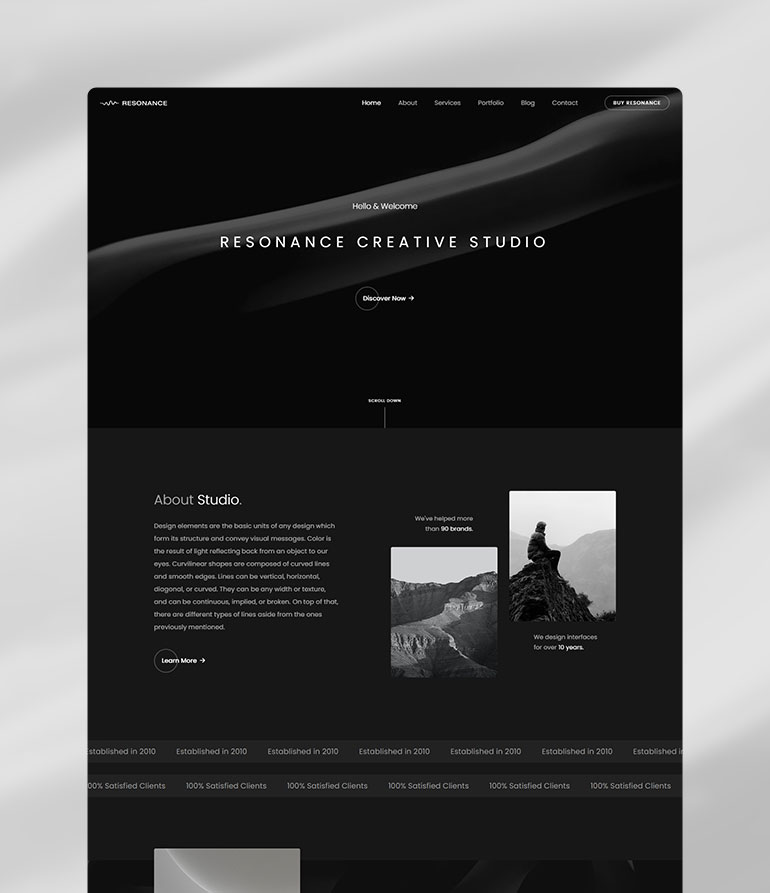 RESONANCE
Home About Services Portfolio Blog Contact BUY RESONANCE
Hello & Welcome
RESONANCE CREATIVE STUDIO
Discover Now →
SCROLL DOWN
About Studio.
Design elements are the basic units of any design which
form its structure and convey visual messages. Color is
the result of light reflecting back from an object to our
eyes. Curvilinear shapes are composed of curved lines
and smooth edges. Lines can be vertical, horizontal,
diagonal, or curved. They can be any width or texture,
and can be continuous, implied, or broken. On top of that,
there are different types of lines aside from the ones
previously mentioned.
Learn More →
We've helped more
than 90 brands.
We design interfaces
for over 10 years.
Established in 2010 Established in 2010 Established in 2010 Established in 2010 Established in 2010 Established in 2010 Established i
00% Satisfied Clients 100% Satisfied Clients 100% Satisfied Clients 100% Satisfied Clients 100% Satisfied Clients 100% Satisfied Clients